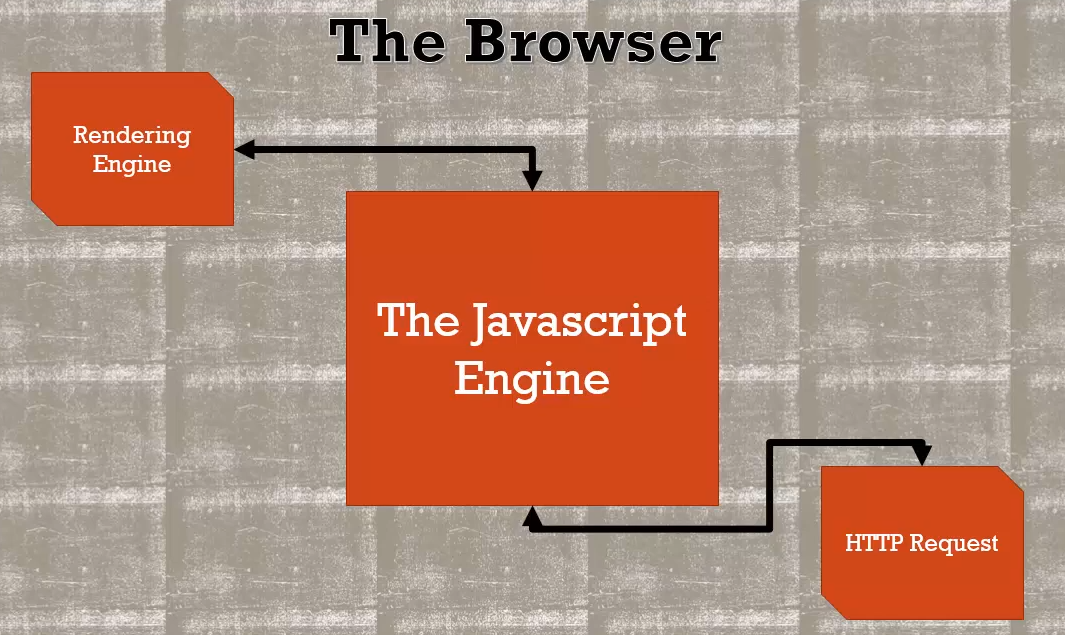 The Browser
Rendering
Engine
The Javascript
Engine
HTTP Request